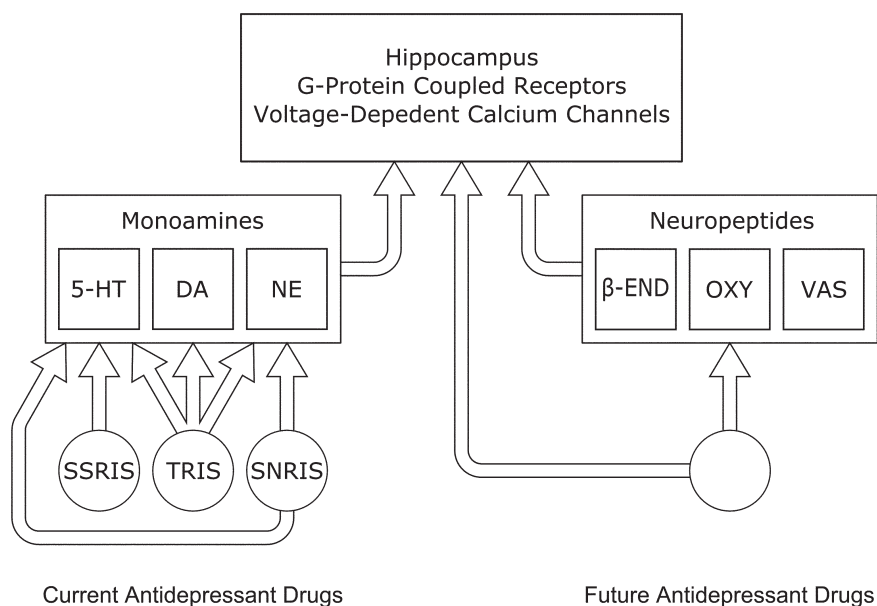 Hippocampus
G-Protein Coupled Receptors
Voltage-Depedent Calcium Channels
Monoamines
5-HT
DA
NE
Neuropeptides
β-END
OXY
VAS
SSRIS
TRIS
SNRIS
Current Antidepressant Drugs
Future Antidepressant Drugs